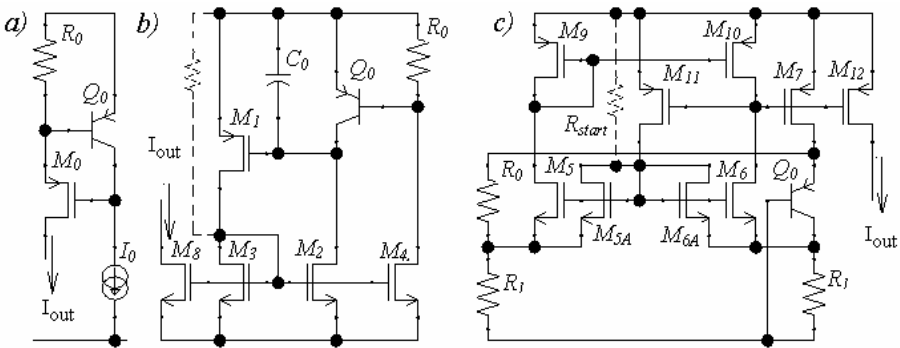 a)
R0
Q0
M0
I0
Iout
b)
C0
Q0
R0
M1
Iout
M8
M3
M2
M4.
c)
M9
M10
M11
M7
M12
Rstart
R0
M5
M6
Q0
M5A
M6A
Iout
R1
R1